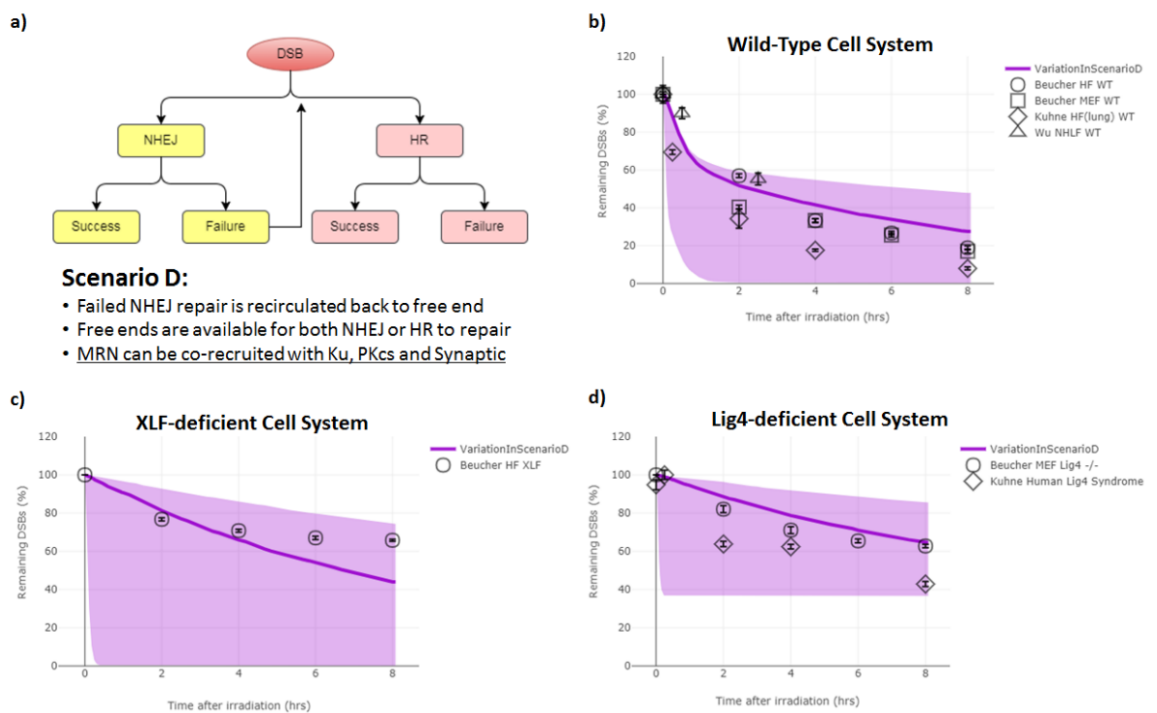 a)
DSB
NHEJ
HR
Success
Failure
Success
Failure
Scenario D:
• Failed NHEJ repair is recirculated back to free end
• Free ends are available for both NHEJ or HR to repair
• MRN can be co-recruited with Ku, PKcs and Synaptic
b)
Wild-Type Cell System
120
100
80
60
40
20
0
Remaining DSBs (%)
0 2 4 6 8
Time after irradiation (hrs)
VariationInScenarioD
Beucher HF WT
Beucher MEF WT
Kuhne HF(lung) WT
Wu NHLF WT
c)
XLF-deficient Cell System
120
100
80
60
40
20
0
Remaining DSBs (%)
0 2 4 6 8
Time after irradiation (hrs)
VariationInScenarioD
Beucher HF XLF
d)
Lig4-deficient Cell System
120
100
80
60
40
20
0
Remaining DSBs (%)
0 2 4 6 8
Time after irradiation (hrs)
VariationInScenarioD
Beucher MEF Lig4 -/-
Kuhne Human Lig4 Syndrome